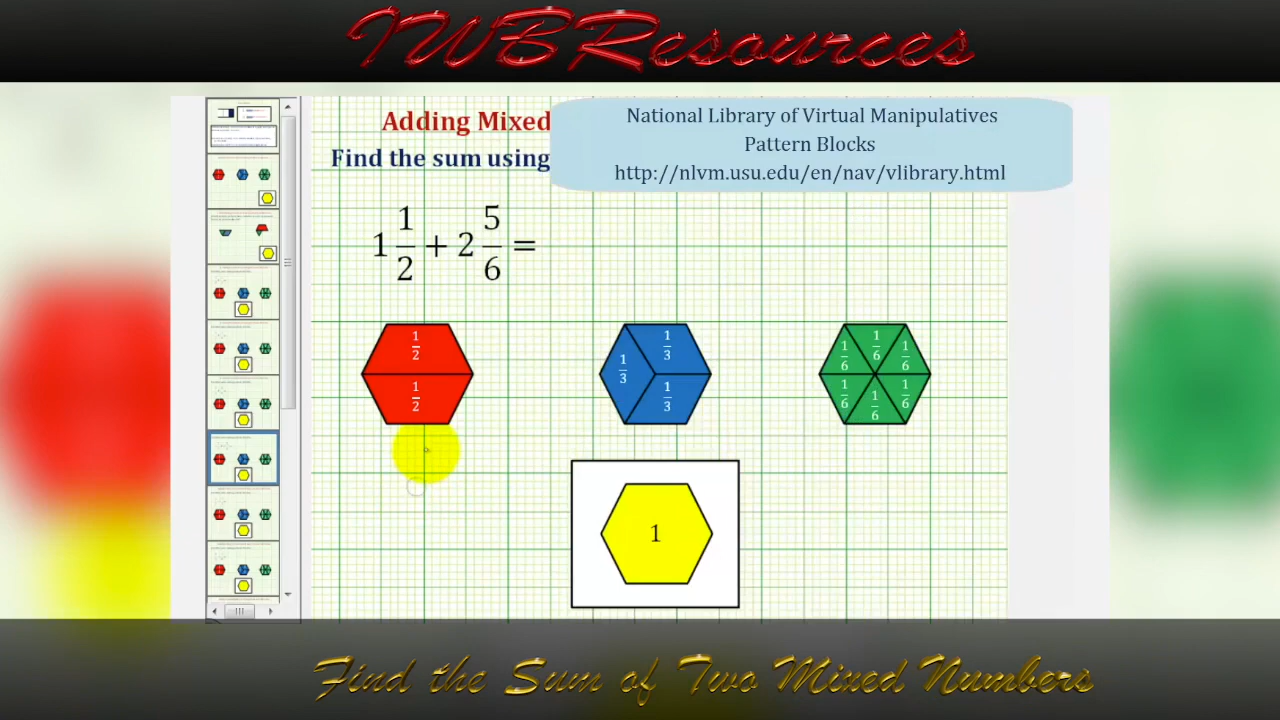 IWBResources
Adding Mixed
Find the sum using
National Library of Virtual Manipulatives
Pattern Blocks
http://nlvm.usu.edu/en/nav/vlibrary.html
1 1/2 + 2 5/6 =
1/2
1/2
1/3
1/3
1/3
1/6
1/6
1/6
1/6
1/6
1/6
1
Find the Sum of Two Mixed Numbers